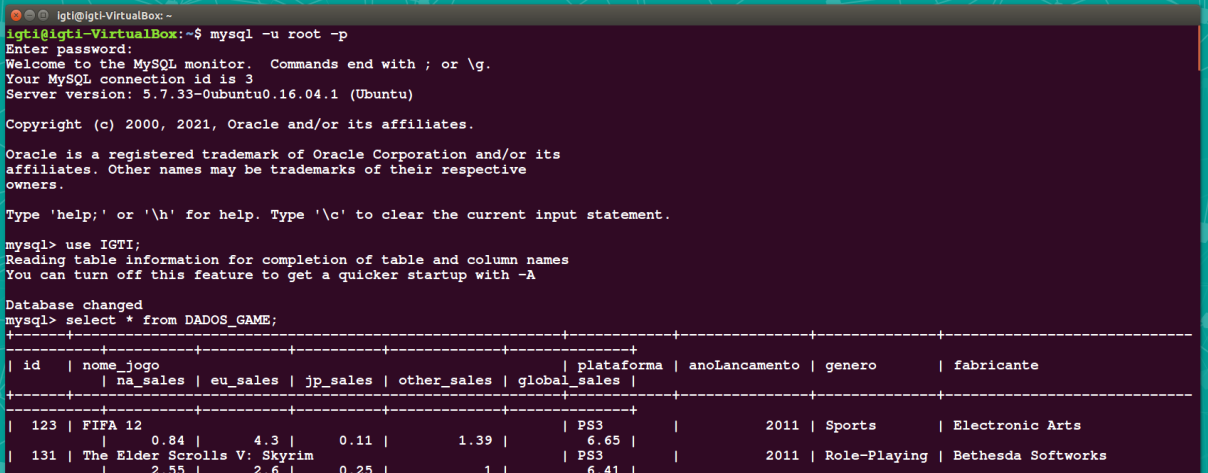 igti@igti-VirtualBox: ~
igti@igti-VirtualBox:~$ mysql -u root -p
Enter password:
Welcome to the MySQL monitor.  Commands end with ; or \g.
Your MySQL connection id is 3
Server version: 5.7.33-0ubuntu0.16.04.1 (Ubuntu)
Copyright (c) 2000, 2021, Oracle and/or its affiliates.
Oracle is a registered trademark of Oracle Corporation and/or its
affiliates. Other names may be trademarks of their respective
owners.
Type 'help;' or '\h' for help. Type '\c' to clear the current input statement.
mysql> use IGTI;
Reading table information for completion of table and column names
You can turn off this feature to get a quicker startup with -A
Database changed
mysql> select * from DADOS_GAME;
| id | nome_jogo | plataforma | anoLancamento | genero | fabricante
| na_sales | eu_sales | jp_sales | other_sales | global_sales |
| 123 | FIFA 12 | PS3 | 2011 | Sports | Electronic Arts
| 0.84 | 4.3 | 0.11 | 1.39 | 6.65 |
| 131 | The Elder Scrolls V: Skyrim | PS3 | 2011 | Role-Playing | Bethesda Softworks
| 2.55 | 2.6 | 0.25 | 1 | 6.41 |